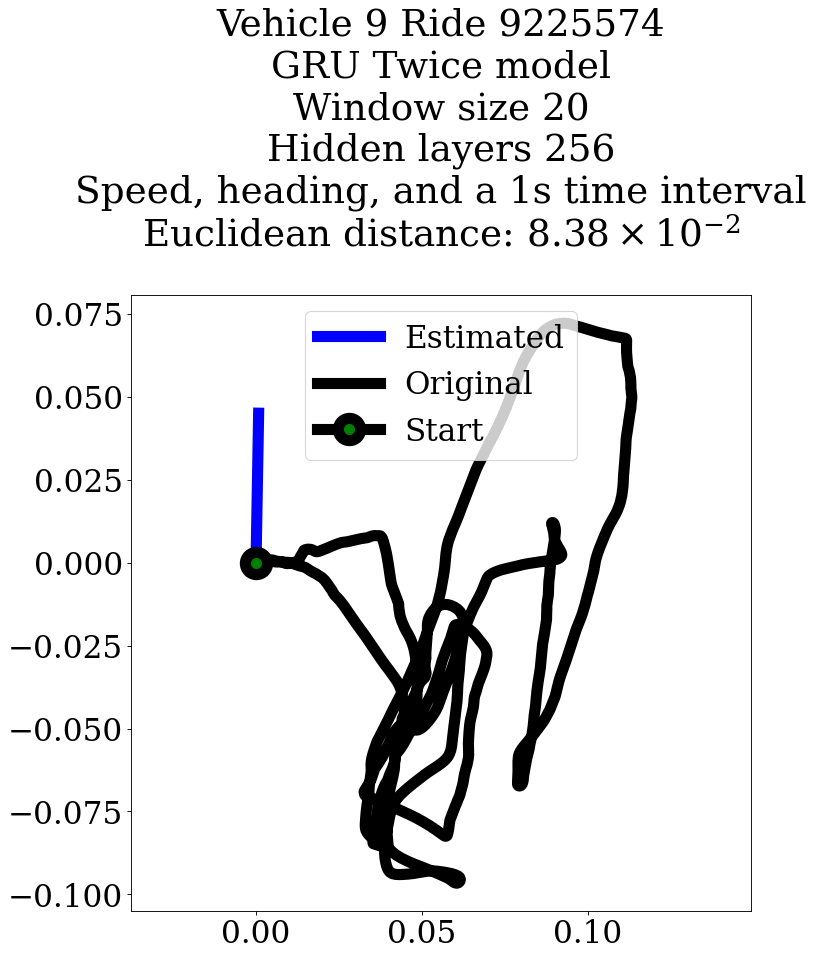 Vehicle 9 Ride 9225574
GRU Twice model
Window size 20
Hidden layers 256
Speed, heading, and a 1s time interval
Euclidean distance: 8.38 × 10⁻²
Estimated
Original
Start
0.075
0.050
0.025
0.000
−0.025
−0.050
−0.075
−0.100
0.00 0.05 0.10